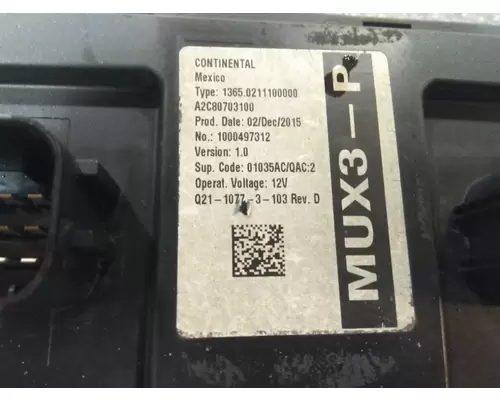 CONTINENTAL
Mexico
Type: 1365.0211100000
A2C80703100
Prod. Date: 02/Dec/2015
No.: 1000497312
Version: 1.0
Sup. Code: 01035AC/QAC:2
Operat. Voltage: 12V
Q21-1077-3-103 Rev. D
MUX3-P